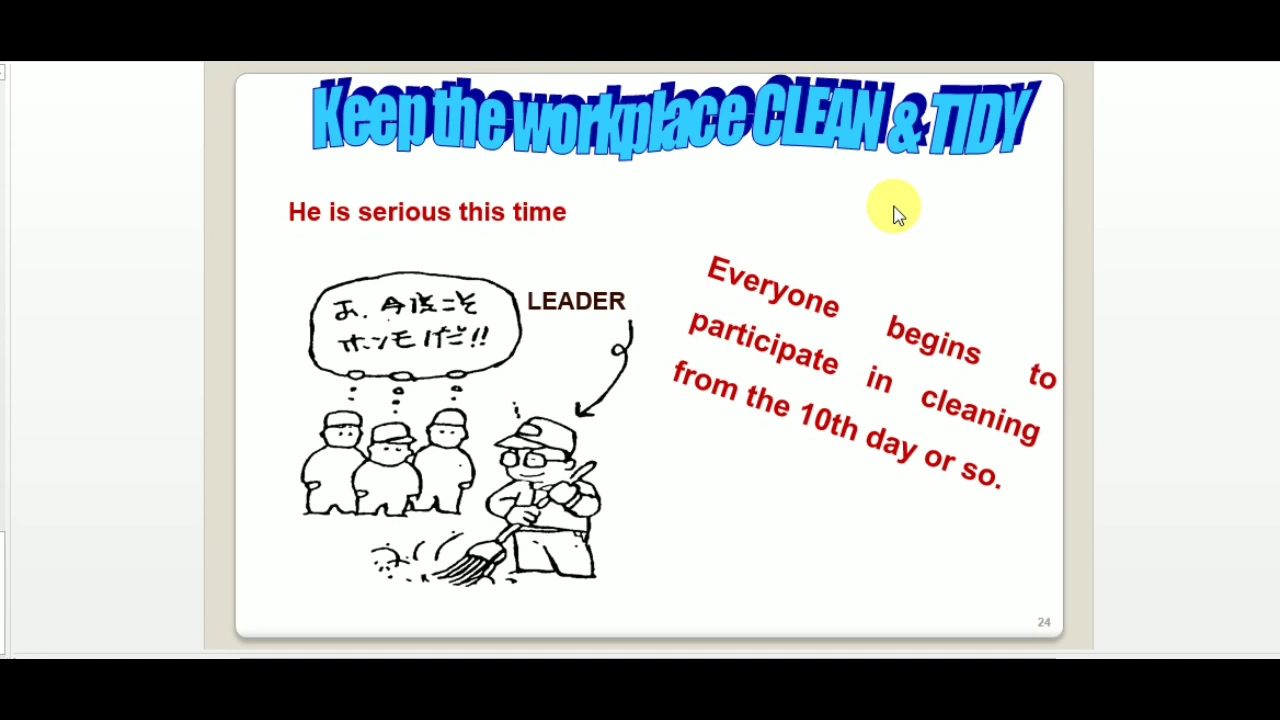 Keep the workplace CLEAN & TIDY
He is serious this time
お、今度こそ
ホンモノだ!!
LEADER
Everyone begins to
participate in cleaning
from the 10th day or so.
24